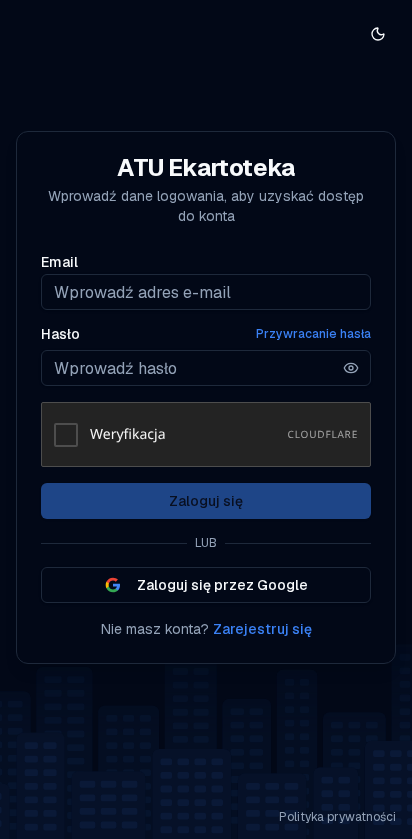 ATU Ekartoteka
Wprowadź dane logowania, aby uzyskać dostęp
do konta
Email
Wprowadź adres e-mail
Hasło Przywracanie hasła
Wprowadź hasło
Weryfikacja CLOUDFLARE
Zaloguj się
LUB
Zaloguj się przez Google
Nie masz konta? Zarejestruj się
Polityka prywatności